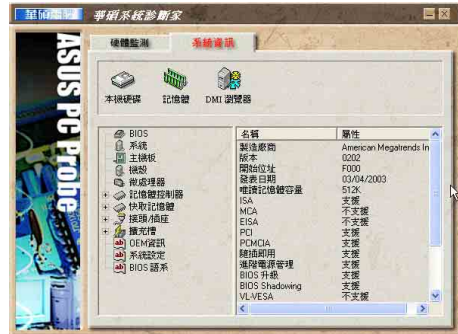 華碩電腦 華碩系統診斷家
ASUS PC Probe
硬體監測 系統資訊
本機硬碟 記憶體 DMI 瀏覽器
BIOS
系統
主機板
機殼
微處理器
記憶體控制器
快取記憶體
接頭/插座
擴充槽
OEM資訊
系統設定
BIOS 語系
名稱 屬性
製造廠商 American Megatrends In
版本 0202
開始位址 F000
發表日期 03/04/2003
唯讀記憶體容量 512K
ISA 支援
MCA 不支援
EISA 不支援
PCI 支援
PCMCIA 支援
隨插即用 支援
進階電源管理 支援
BIOS 升級 支援
BIOS Shadowing 支援
VL-VESA 不支援